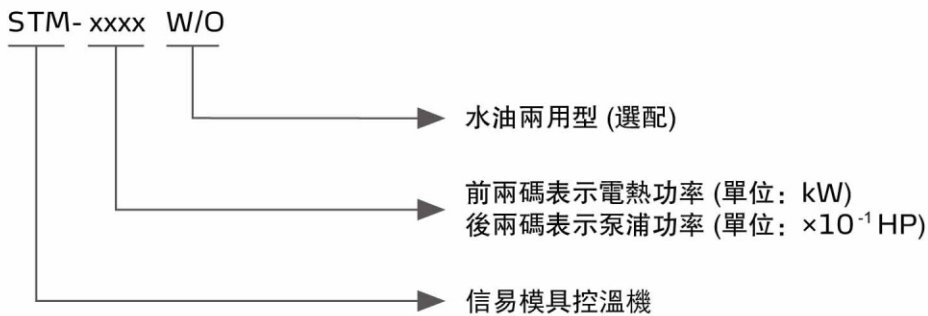 STM- xxxx W/O
水油兩用型 (選配)
前兩碼表示電熱功率 (單位：kW)
後兩碼表示泵浦功率 (單位：×10⁻¹ HP)
信易模具控溫機